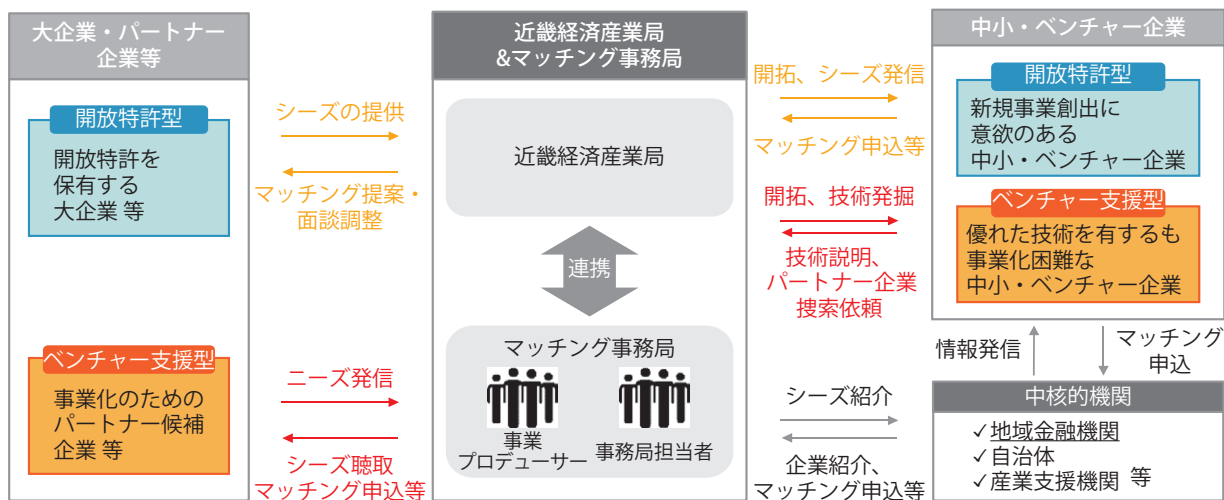 大企業・パートナー
企業等
開放特許型
開放特許を
保有する
大企業 等
ベンチャー支援型
事業化のための
パートナー候補
企業 等
シーズの提供
マッチング提案・
面談調整
ニーズ発信
シーズ聴取
マッチング申込等
近畿経済産業局
&マッチング事務局
近畿経済産業局
連携
マッチング事務局
事業
プロデューサー
事務局担当者
開拓、シーズ発信
マッチング申込等
開拓、技術発掘
技術説明、
パートナー企業
捜索依頼
シーズ紹介
企業紹介、
マッチング申込等
中小・ベンチャー企業
開放特許型
新規事業創出に
意欲のある
中小・ベンチャー企業
ベンチャー支援型
優れた技術を有するも
事業化困難な
中小・ベンチャー企業
情報発信
マッチング
申込
中核的機関
✓地域金融機関
✓自治体
✓産業支援機関 等